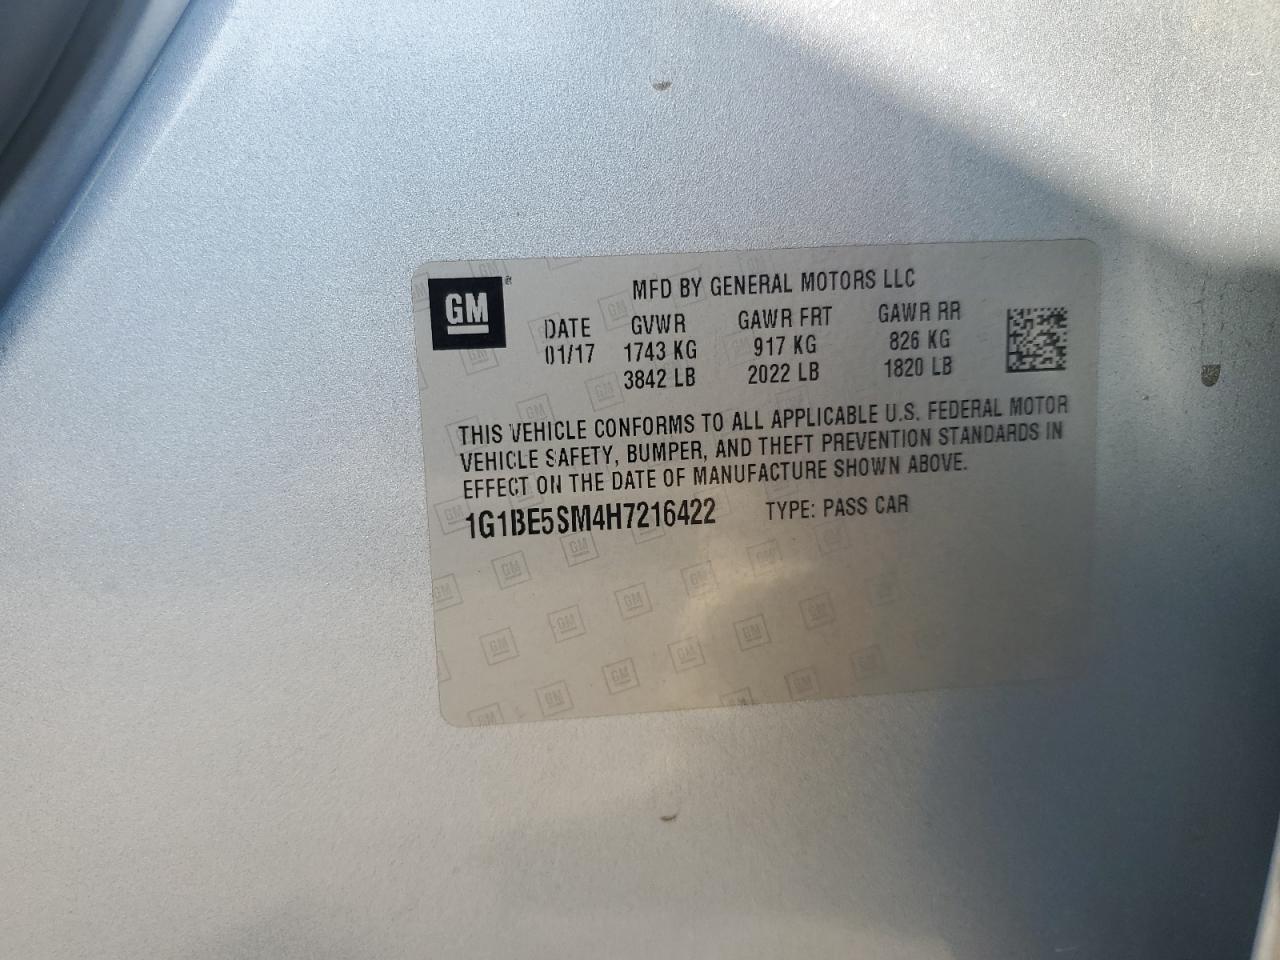 GM
MFD BY GENERAL MOTORS LLC
DATE GVWR GAWR FRT GAWR RR
01/17 1743 KG 917 KG 826 KG
3842 LB 2022 LB 1820 LB
THIS VEHICLE CONFORMS TO ALL APPLICABLE U.S. FEDERAL MOTOR
VEHICLE SAFETY, BUMPER, AND THEFT PREVENTION STANDARDS IN
EFFECT ON THE DATE OF MANUFACTURE SHOWN ABOVE.
1G1BE5SM4H7216422 TYPE: PASS CAR